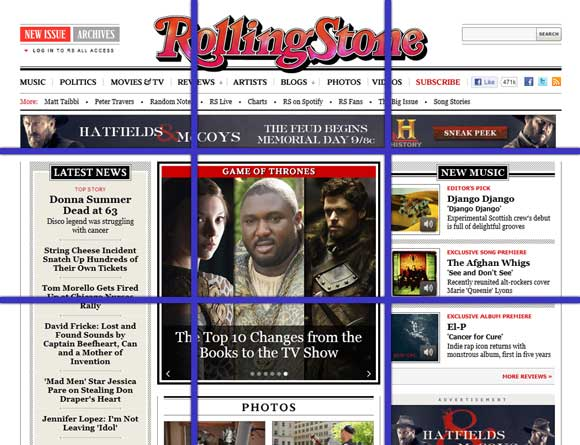 NEW ISSUE ARCHIVES
LOG IN TO RS ALL ACCESS
RollingStone
SEARCH
MUSIC POLITICS MOVIES & TV REVIEWS + ARTISTS BLOGS + PHOTOS VIDEOS SUBSCRIBE Like 471k
More: Matt Taibbi • Peter Travers • Random Notes • RS Live • Charts • RS on Spotify • RS Fans • The Big Issue • Song Stories
HATFIELDS & McCOYS THE FEUD BEGINS MEMORIAL DAY 9/8c H HISTORY SNEAK PEEK
LATEST NEWS
TOP STORY
Donna Summer
Dead at 63
Disco legend was struggling
with cancer
String Cheese Incident
Snatch Up Hundreds of
Their Own Tickets
Tom Morello Gets Fired
Up at Chicago Nurses
Rally
David Fricke: Lost and
Found Sounds by
Captain Beefheart, Can
and a Mother of
Invention
'Mad Men' Star Jessica
Pare on Stealing Don
Draper's Heart
Jennifer Lopez: I'm Not
Leaving 'Idol'
GAME OF THRONES
The Top 10 Changes from the
Books to the TV Show
PHOTOS
NEW MUSIC
EDITOR'S PICK
Django Django
'Django Django'
Experimental Scottish crew's debut
is full of delightful grooves
EXCLUSIVE SONG PREMIERE
The Afghan Whigs
'See and Don't See'
Recently reunited alt-rockers cover
Marie 'Queenie' Lyons
EXCLUSIVE ALBUM PREMIERE
El-P
'Cancer for Cure'
Indie rap icon returns with
monstrous album, first in five years
MORE REVIEWS
ADVERTISEMENT
HATFIELDS